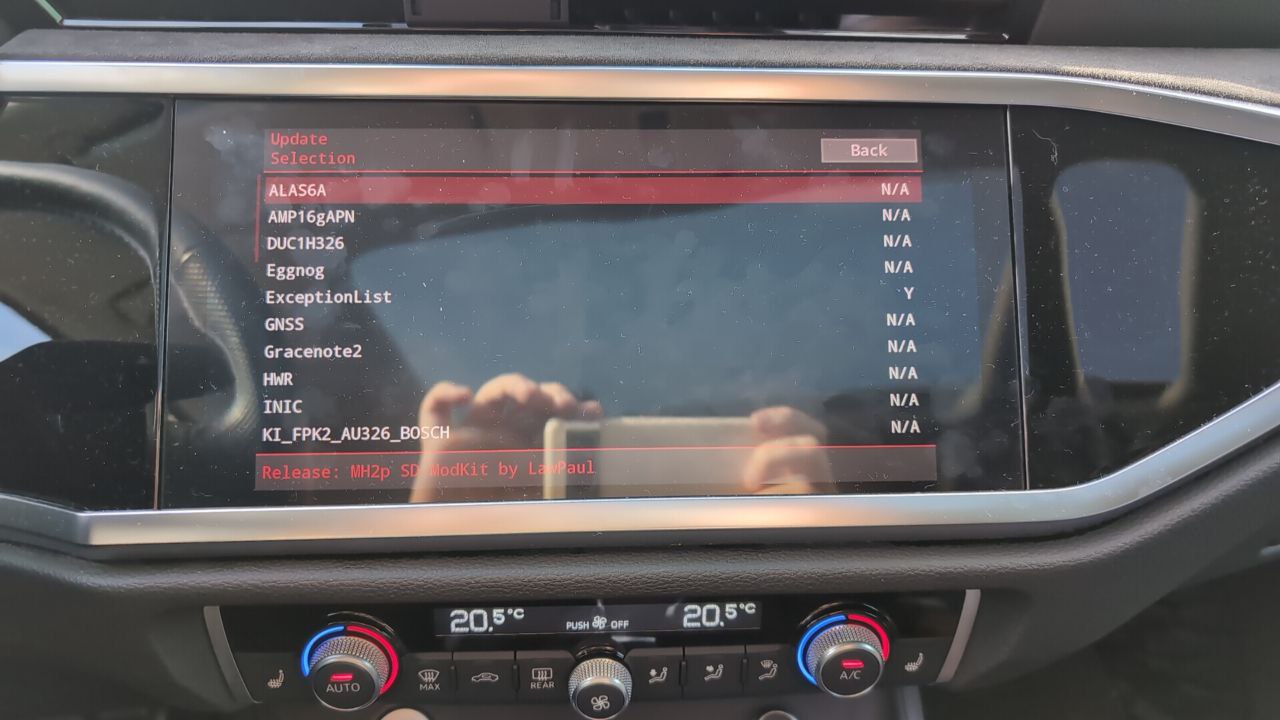 Update
Selection
Back
ALAS6A N/A
AMP16gAPN N/A
DUC1H326 N/A
Eggnog N/A
ExceptionList Y
GNSS N/A
Gracenote2 N/A
HWR N/A
INIC N/A
KI_FPK2_AU326_BOSCH N/A
Release: MH2p SD ModKit by LawPaul
20.5°C PUSH OFF 20.5°C
AUTO MAX REAR A/C